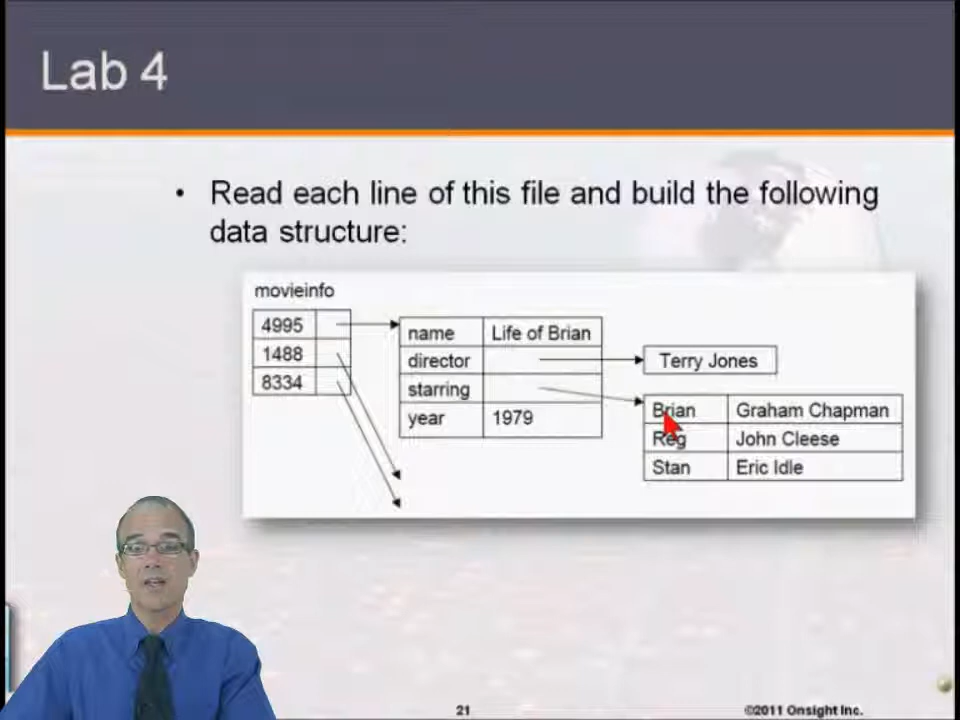 Lab 4
• Read each line of this file and build the following
data structure:
movieinfo
4995
1488
8334
name Life of Brian
director
starring
year 1979
Terry Jones
Brian Graham Chapman
Reg John Cleese
Stan Eric Idle
21
©2011 Onsight Inc.